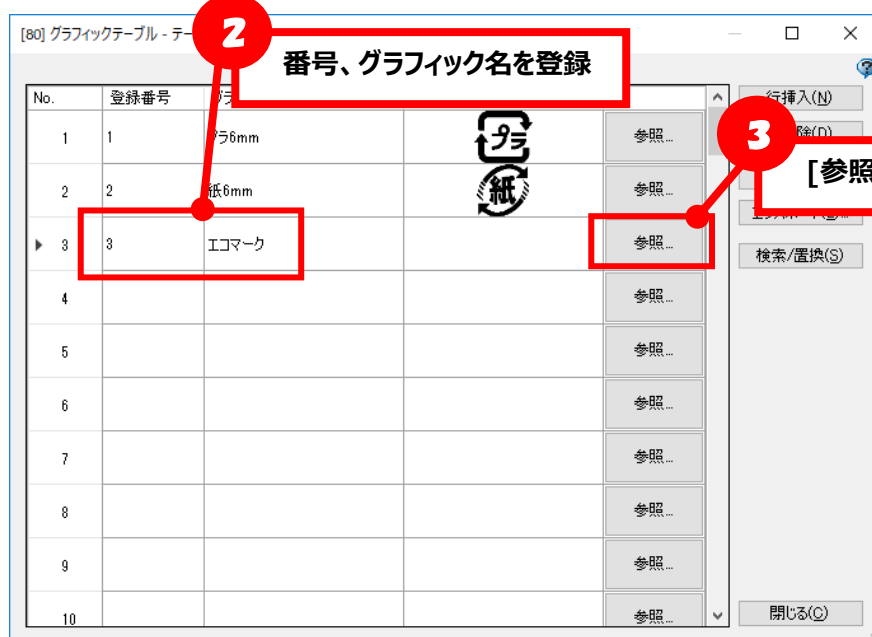 [80] グラフィックテーブル - テー
2
番号、グラフィック名を登録
No. 登録番号
行挿入(N)
1 1 プラ6mm プラ 参照...
3
[参照
2 2 紙6mm 紙 参照...
3 3 エコマーク 参照...
検索/置換(S)
4 参照...
5 参照...
6 参照...
7 参照...
8 参照...
9 参照...
10 参照...
閉じる(C)